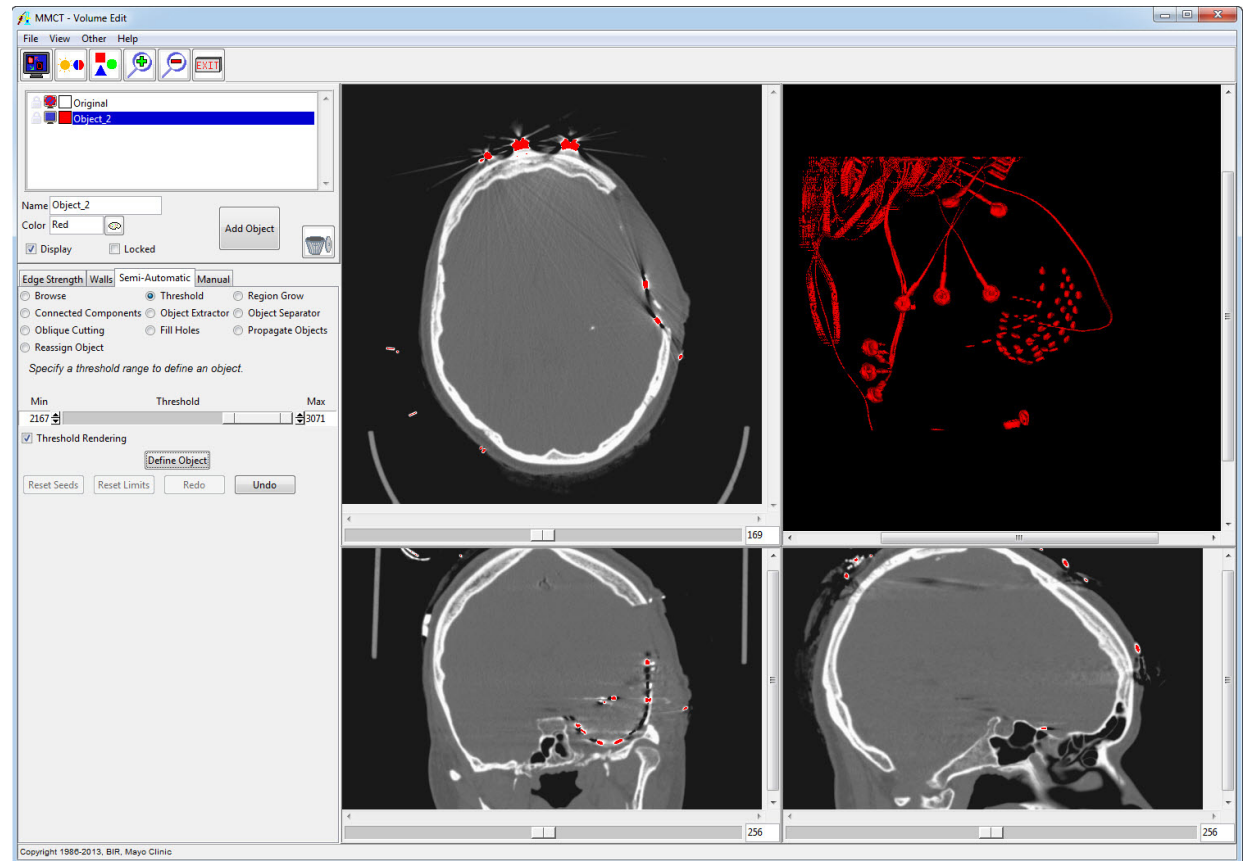 MMCT - Volume Edit
File View Other Help
EXIT
Original
Object_2
Name Object_2
Color Red
Add Object
Display Locked
Edge Strength Walls Semi-Automatic Manual
Browse Threshold Region Grow
Connected Components Object Extractor Object Separator
Oblique Cutting Fill Holes Propagate Objects
Reassign Object
Specify a threshold range to define an object.
Min Threshold Max
2167 3071
Threshold Rendering
Define Object
Reset Seeds Reset Limits Redo Undo
169
256
256
Copyright 1986-2013, BIR, Mayo Clinic